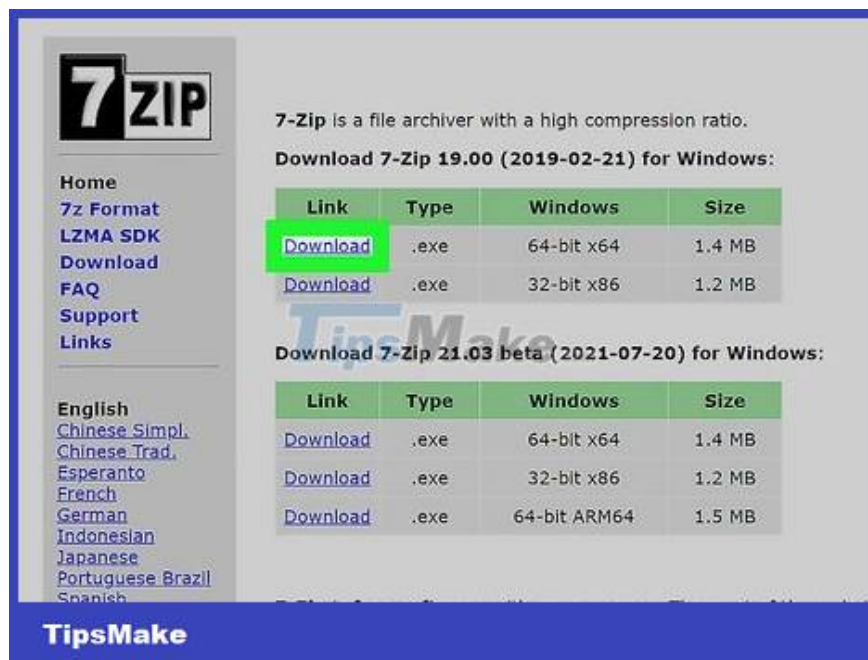 7 ZIP
Home
7z Format
LZMA SDK
Download
FAQ
Support
Links
English
Chinese Simpl.
Chinese Trad.
Esperanto
French
German
Indonesian
Japanese
Portuguese Brazil
Spanish
7-Zip is a file archiver with a high compression ratio.
Download 7-Zip 19.00 (2019-02-21) for Windows:
Link Type Windows Size
Download .exe 64-bit x64 1.4 MB
Download .exe 32-bit x86 1.2 MB
TipsMake
Download 7-Zip 21.03 beta (2021-07-20) for Windows:
Link Type Windows Size
Download .exe 64-bit x64 1.4 MB
Download .exe 32-bit x86 1.2 MB
Download .exe 64-bit ARM64 1.5 MB
TipsMake